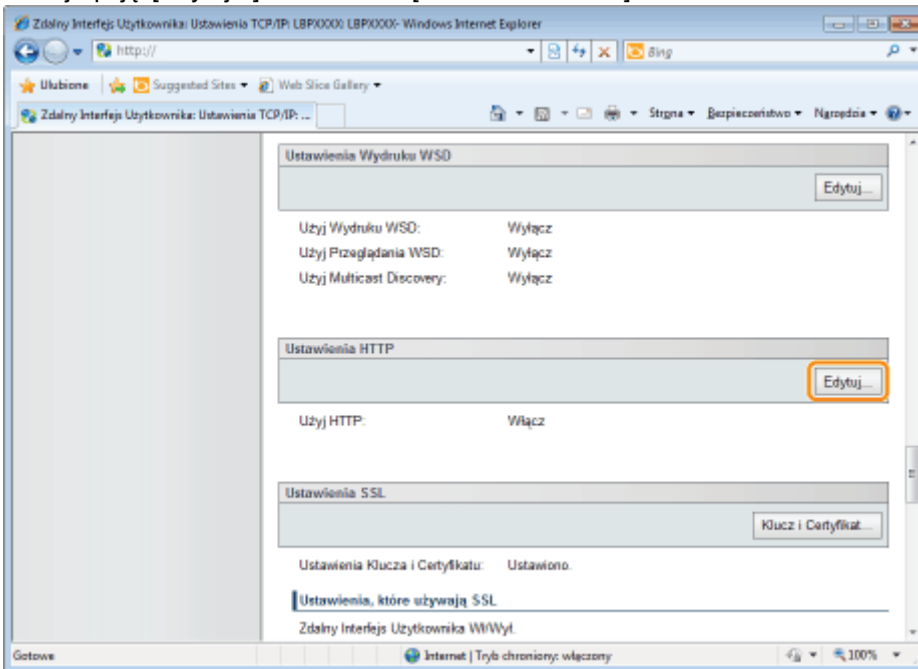 Zdalny Interfejs Użytkownika: Ustawienia TCP/IP: LBPXXXX: LBPXXXX- Windows Internet Explorer
http://
Bing
Ulubione Suggested Sites Web Slice Gallery
Zdalny Interfejs Użytkownika: Ustawienia TCP/IP: ...
Strona Bezpieczeństwo Narzędzia
Ustawienia Wydruku WSD
Edytuj...
Użyj Wydruku WSD: Wyłącz
Użyj Przeglądania WSD: Wyłącz
Użyj Multicast Discovery: Wyłącz
Ustawienia HTTP
Edytuj...
Użyj HTTP: Włącz
Ustawienia SSL
Klucz i Certyfikat...
Ustawienia Klucza i Certyfikatu: Ustawiono.
Ustawienia, które używają SSL
Zdalny Interfejs Użytkownika Wł/Wył.
Gotowe Internet | Tryb chroniony: włączony 100%